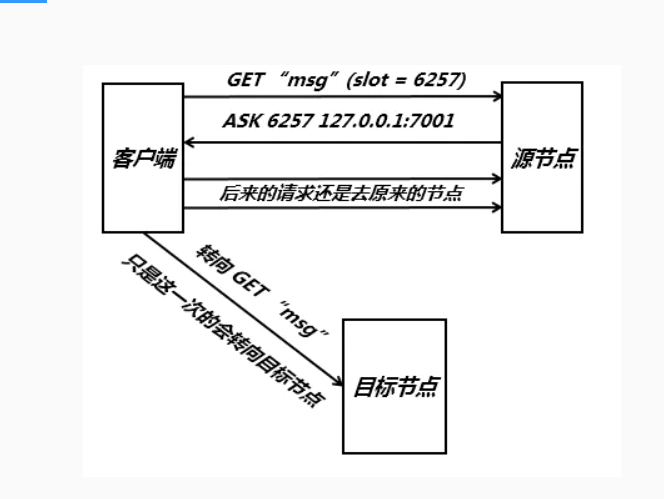 GET “msg”(slot = 6257)
ASK 6257 127.0.0.1:7001
客户端
源节点
后来的请求还是去原来的节点
转向 GET “msg”
只是这一次的会转向目标节点
目标节点